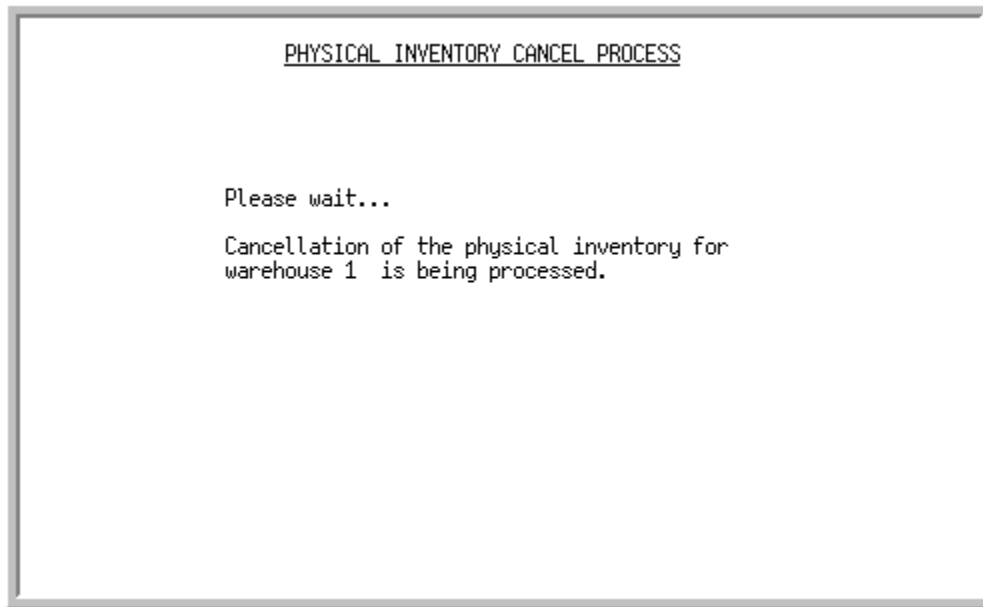 PHYSICAL INVENTORY CANCEL PROCESS
Please wait...
Cancellation of the physical inventory for
warehouse 1  is being processed.